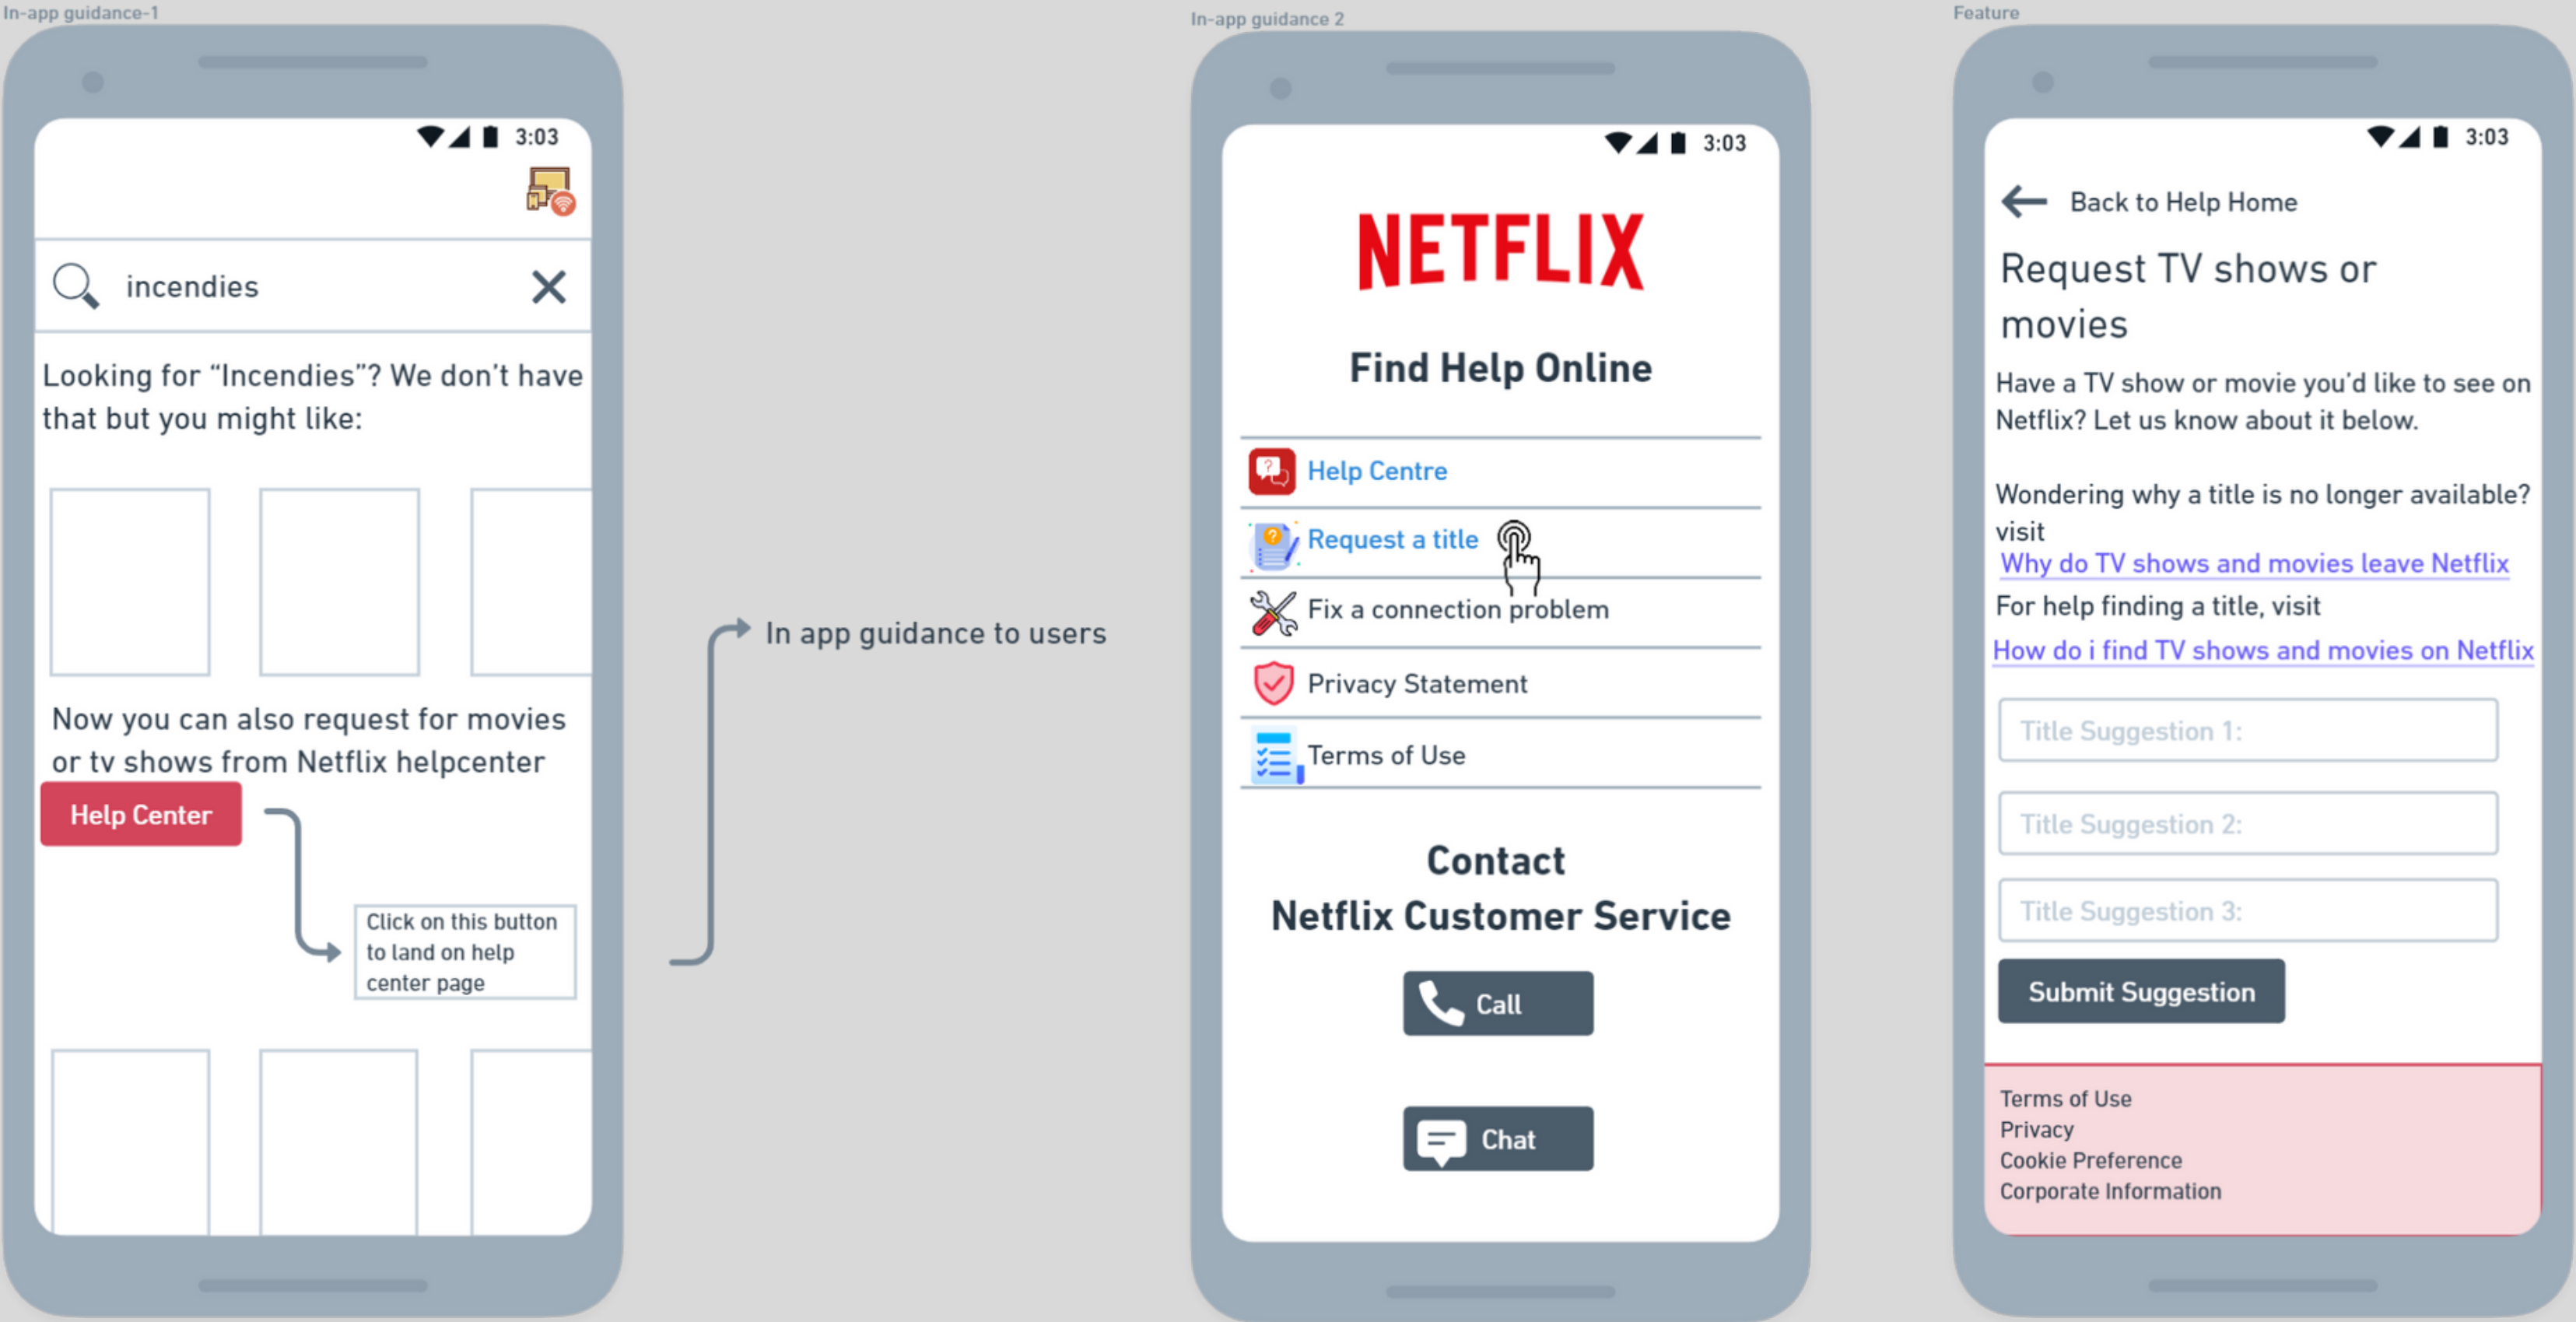 In-app guidance-1
3:03
incendies
Looking for “Incendies”? We don’t have
that but you might like:
Now you can also request for movies
or tv shows from Netflix helpcenter
Help Center
Click on this button
to land on help
center page
In app guidance to users
In-app guidance 2
3:03
NETFLIX
Find Help Online
Help Centre
Request a title
Fix a connection problem
Privacy Statement
Terms of Use
Contact
Netflix Customer Service
Call
Chat
Feature
3:03
Back to Help Home
Request TV shows or
movies
Have a TV show or movie you’d like to see on
Netflix? Let us know about it below.
Wondering why a title is no longer available?
visit
Why do TV shows and movies leave Netflix
For help finding a title, visit
How do i find TV shows and movies on Netflix
Title Suggestion 1:
Title Suggestion 2:
Title Suggestion 3:
Submit Suggestion
Terms of Use
Privacy
Cookie Preference
Corporate Information